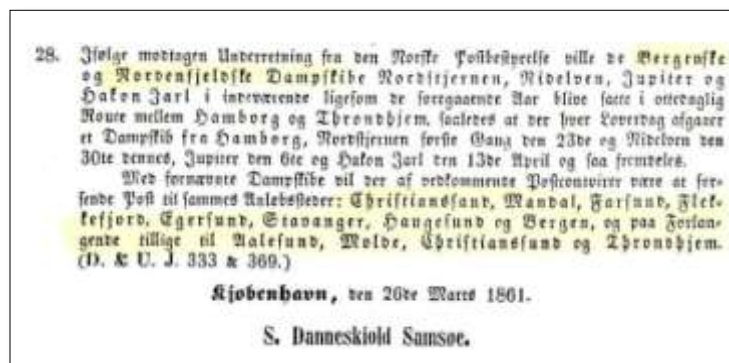 28. Ifølge modtagen Underretning fra den Norske Postbestyrelse ville de Bergenske
og Nordenfjeldske Dampskibe Nordstjernen, Nidelven, Jupiter og
Hakon Jarl i indeværende ligesom de foregaaende Aar blive satte i ottedaglig
Route mellem Hamborg og Throndhjem, saaledes at der hver Løverdag afgaaer
et Dampskib fra Hamborg, Nordstjernen første Gang den 23de og Nidelven den
30te dennes, Jupiter den 6te og Hakon Jarl den 13de April og saa fremdeles.
Med fornævnte Dampskibe vil der af vedkommende Postcontoirer være at for-
sende Post til sammes Anløbssteder: Christianssand, Mandal, Farsund, Flek-
kefjord, Egersund, Stavanger, Haugesund og Bergen, og paa Forlan-
gende tillige til Aalesund, Molde, Christianssund og Throndhjem.
(D. & U. J. 333 & 369.)
Kjøbenhavn, den 26de Marts 1861.
S. Danneskiold Samsøe.